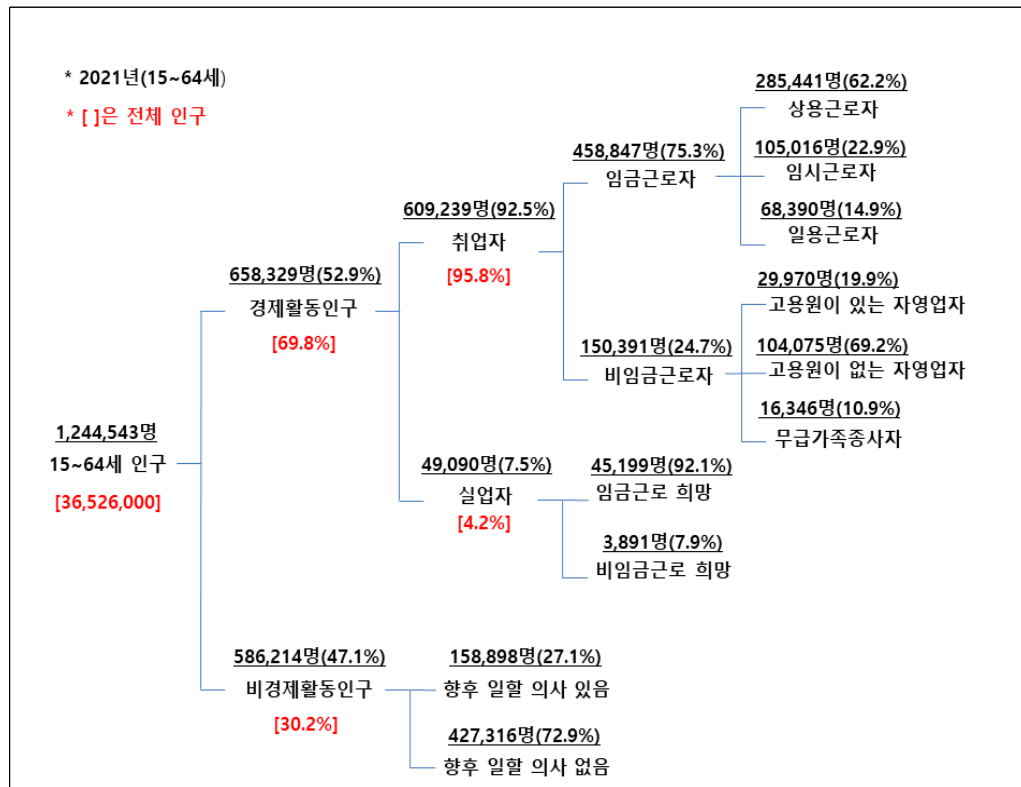 * 2021년(15~64세)
* [ ]은 전체 인구
1,244,543명
15~64세 인구
[36,526,000]
658,329명(52.9%)
경제활동인구
[69.8%]
609,239명(92.5%)
취업자
[95.8%]
458,847명(75.3%)
임금근로자
285,441명(62.2%)
상용근로자
105,016명(22.9%)
임시근로자
68,390명(14.9%)
일용근로자
150,391명(24.7%)
비임금근로자
29,970명(19.9%)
고용원이 있는 자영업자
104,075명(69.2%)
고용원이 없는 자영업자
16,346명(10.9%)
무급가족종사자
49,090명(7.5%)
실업자
[4.2%]
45,199명(92.1%)
임금근로 희망
3,891명(7.9%)
비임금근로 희망
586,214명(47.1%)
비경제활동인구
[30.2%]
158,898명(27.1%)
향후 일할 의사 있음
427,316명(72.9%)
향후 일할 의사 없음